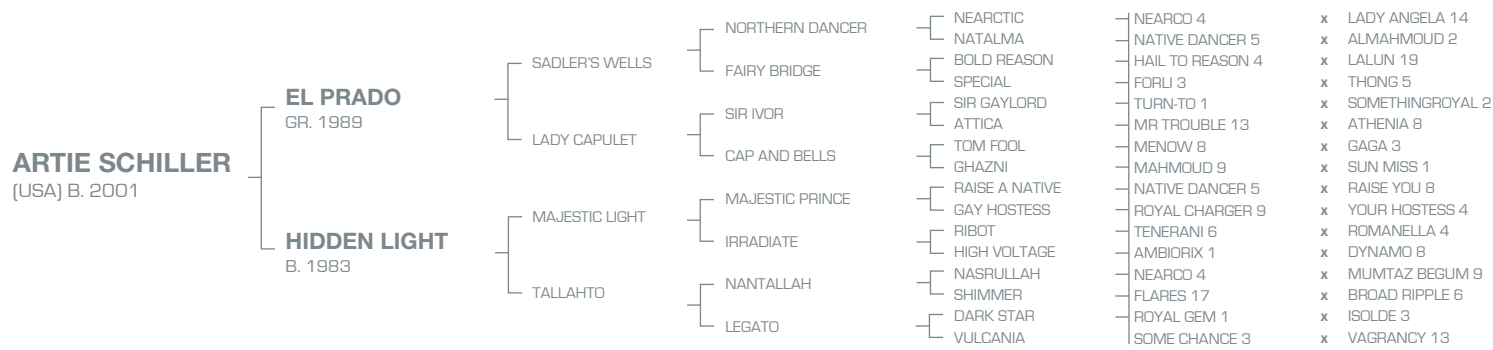 ARTIE SCHILLER
(USA) B. 2001
EL PRADO
GR. 1989
HIDDEN LIGHT
B. 1983
SADLER'S WELLS
LADY CAPULET
MAJESTIC LIGHT
TALLAHTO
NORTHERN DANCER
FAIRY BRIDGE
SIR IVOR
CAP AND BELLS
MAJESTIC PRINCE
IRRADIATE
NANTALLAH
LEGATO
NEARCTIC
NATALMA
BOLD REASON
SPECIAL
SIR GAYLORD
ATTICA
TOM FOOL
GHAZNI
RAISE A NATIVE
GAY HOSTESS
RIBOT
HIGH VOLTAGE
NASRULLAH
SHIMMER
DARK STAR
VULCANIA
NEARCO 4 x LADY ANGELA 14
NATIVE DANCER 5 x ALMAHMOUD 2
HAIL TO REASON 4 x LALUN 19
FORLI 3 x THONG 5
TURN-TO 1 x SOMETHINGROYAL 2
MR TROUBLE 13 x ATHENIA 8
MENOW 8 x GAGA 3
MAHMOUD 9 x SUN MISS 1
NATIVE DANCER 5 x RAISE YOU 8
ROYAL CHARGER 9 x YOUR HOSTESS 4
TENERANI 6 x ROMANELLA 4
AMBIORIX 1 x DYNAMO 8
NEARCO 4 x MUMTAZ BEGUM 9
FLARES 17 x BROAD RIPPLE 6
ROYAL GEM 1 x ISOLDE 3
SOME CHANCE 3 x VAGRANCY 13